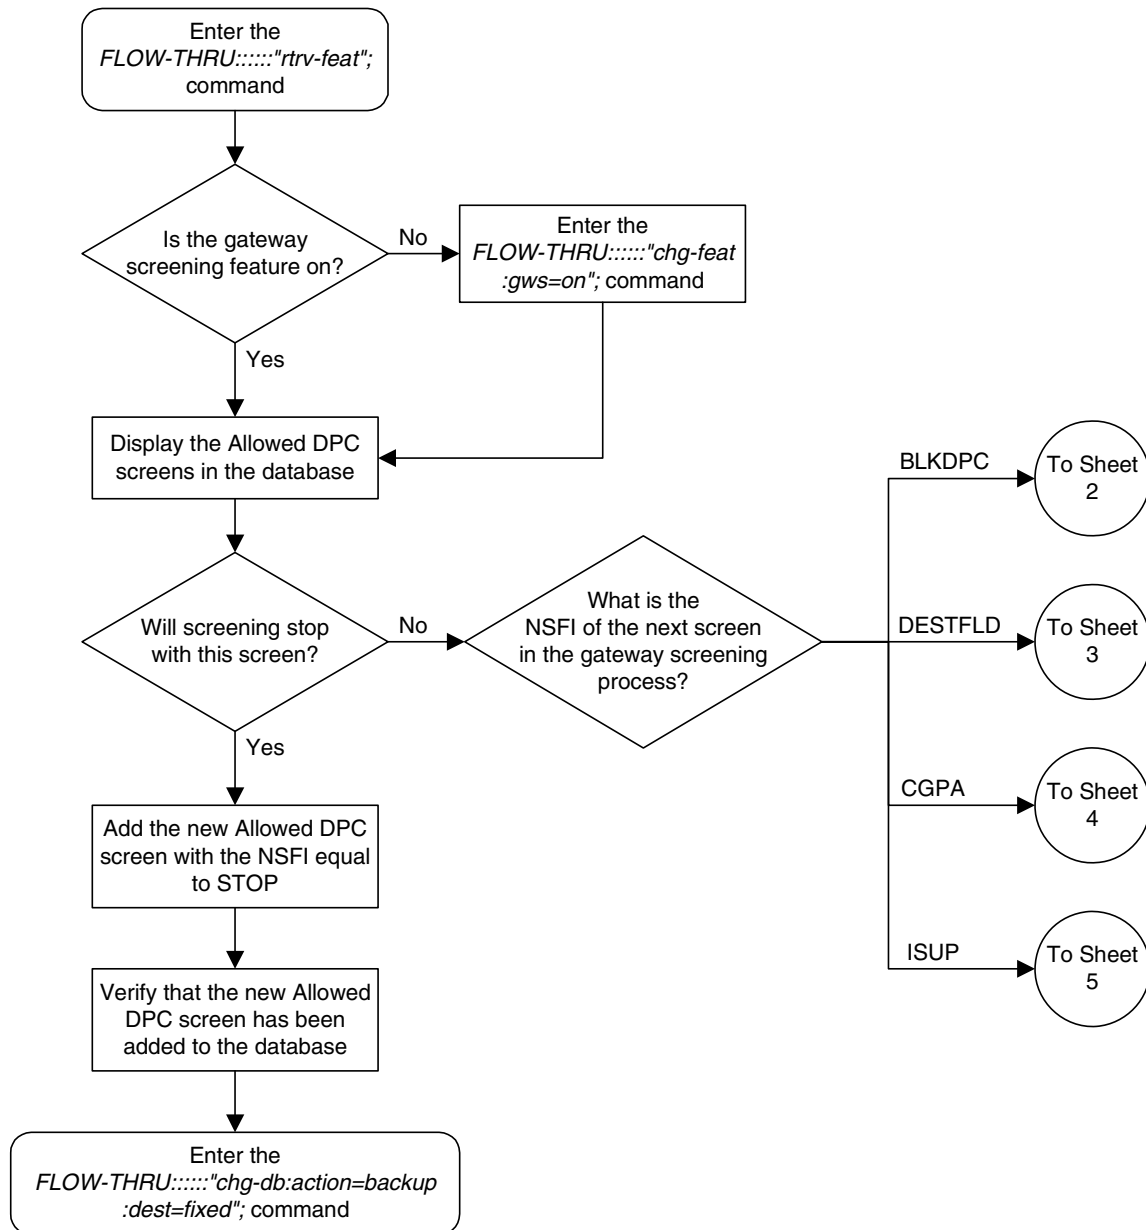 Enter the
FLOW-THRU::::::"rtrv-feat";
command
Is the gateway
screening feature on?
No
Enter the
FLOW-THRU::::::"chg-feat
:gws=on"; command
Yes
Display the Allowed DPC
screens in the database
Will screening stop
with this screen?
No
What is the
NSFI of the next screen
in the gateway screening
process?
BLKDPC
To Sheet
2
DESTFLD
To Sheet
3
CGPA
To Sheet
4
ISUP
To Sheet
5
Yes
Add the new Allowed DPC
screen with the NSFI equal
to STOP
Verify that the new Allowed
DPC screen has been
added to the database
Enter the
FLOW-THRU::::::"chg-db:action=backup
:dest=fixed"; command